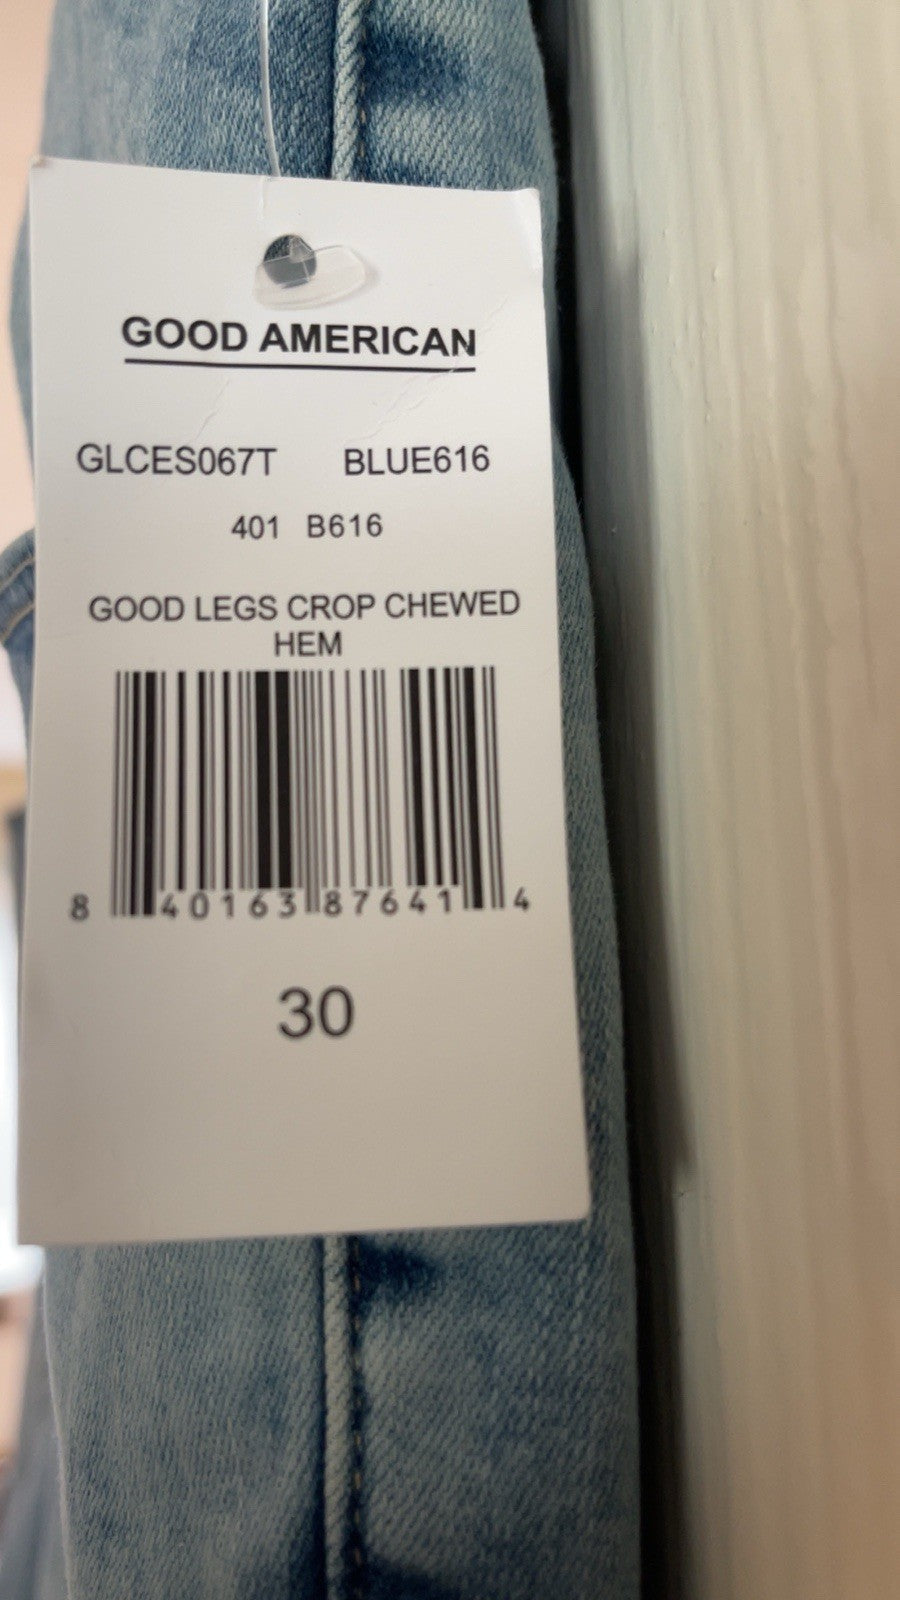 GOOD AMERICAN
GLCES067T BLUE616
401 B616
GOOD LEGS CROP CHEWED
HEM
8 40163 87641 4
30